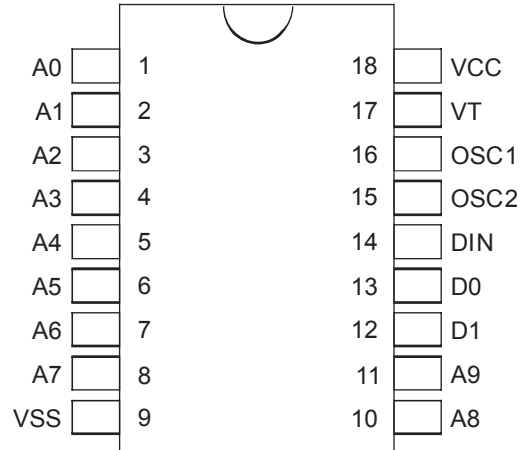 A0 1 18 VCC
A1 2 17 VT
A2 3 16 OSC1
A3 4 15 OSC2
A4 5 14 DIN
A5 6 13 D0
A6 7 12 D1
A7 8 11 A9
VSS 9 10 A8